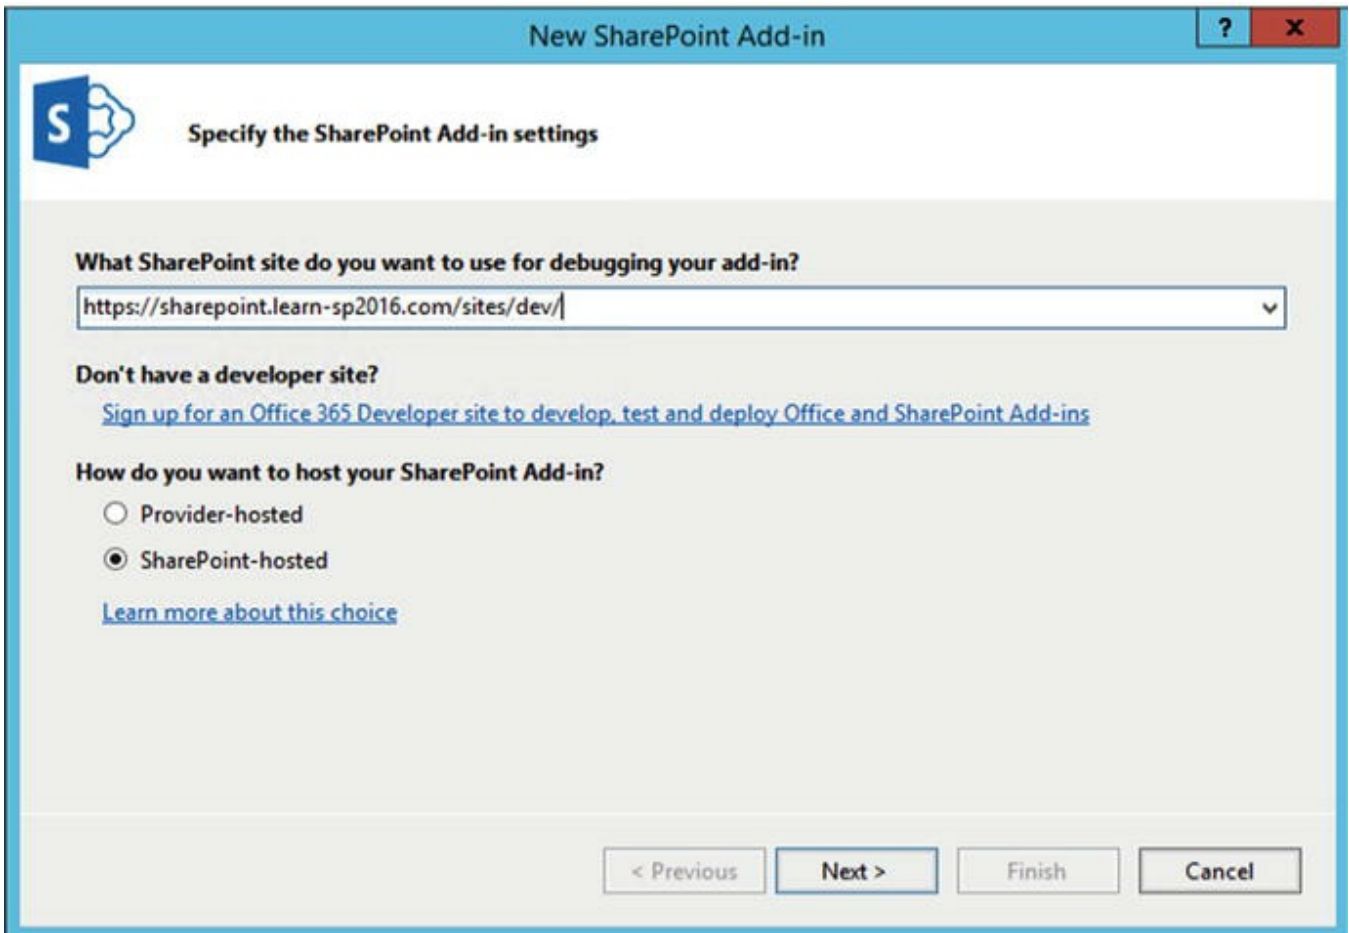 New SharePoint Add-in
?
X
S
Specify the SharePoint Add-in settings
What SharePoint site do you want to use for debugging your add-in?
https://sharepoint.learn-sp2016.com/sites/dev/
Don't have a developer site?
Sign up for an Office 365 Developer site to develop, test and deploy Office and SharePoint Add-ins
How do you want to host your SharePoint Add-in?
Provider-hosted
SharePoint-hosted
Learn more about this choice
< Previous
Next >
Finish
Cancel